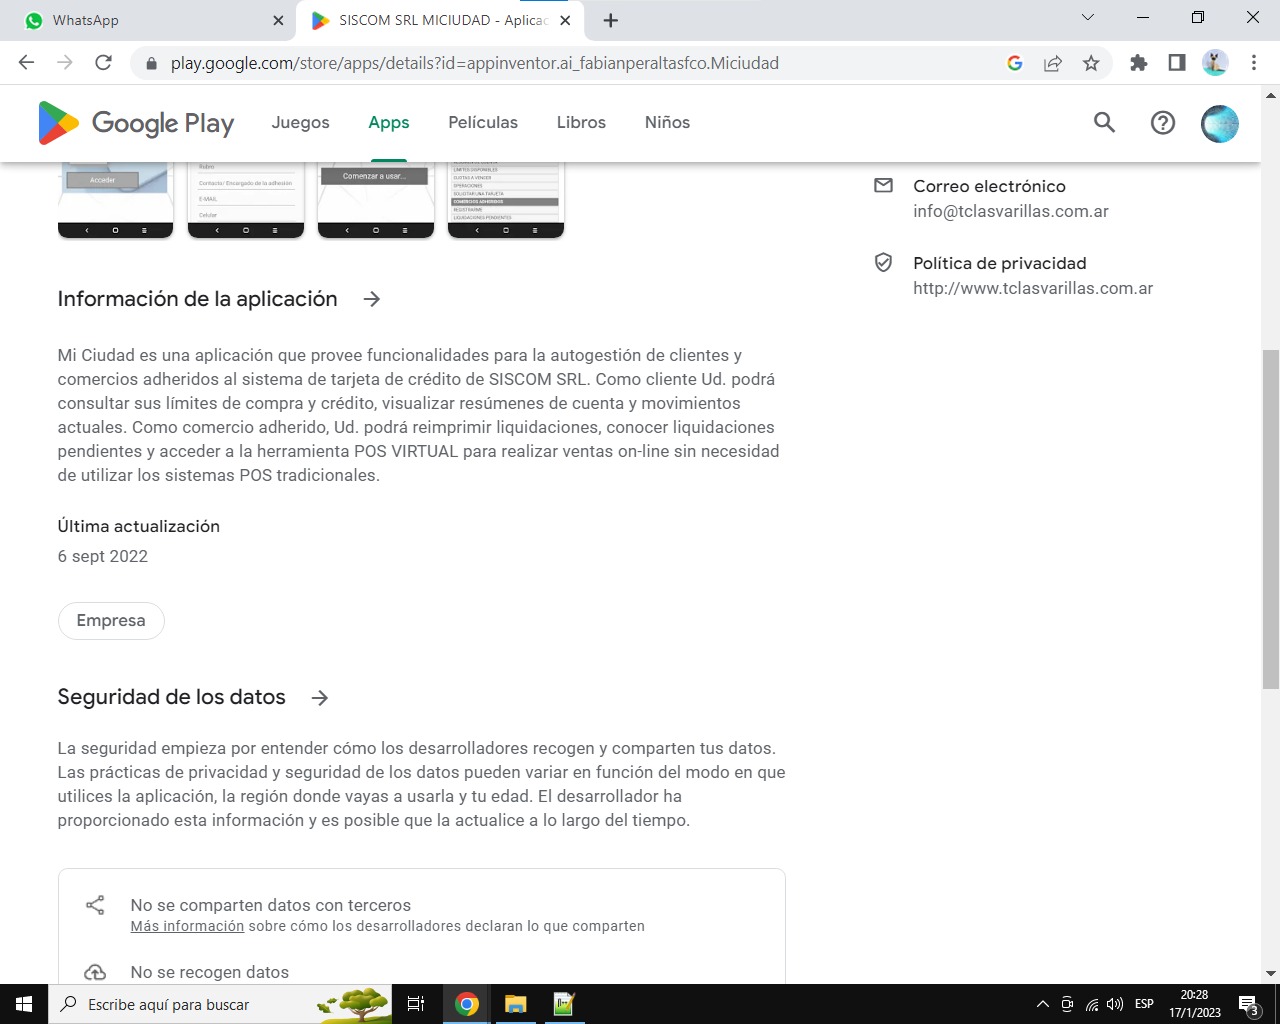 WhatsApp
SISCOM SRL MICIUDAD - Aplicac
play.google.com/store/apps/details?id=appinventor.ai_fabianperaltasfco.Miciudad
Google Play
Juegos
Apps
Películas
Libros
Niños
Acceder
Rubro
Contacto/ Encargado de la adhesión
E-MAIL
Celular
Comenzar a usar...
LIMITES DISPONIBLES
CUOTAS A VENCER
OPERACIONES
SOLICITAR UNA TARJETA
COMERCIOS ADHERIDOS
REGISTRARME
LIQUIDACIONES PENDIENTES
Correo electrónico
info@tclasvarillas.com.ar
Política de privacidad
http://www.tclasvarillas.com.ar
Información de la aplicación
Mi Ciudad es una aplicación que provee funcionalidades para la autogestión de clientes y
comercios adheridos al sistema de tarjeta de crédito de SISCOM SRL. Como cliente Ud. podrá
consultar sus límites de compra y crédito, visualizar resúmenes de cuenta y movimientos
actuales. Como comercio adherido, Ud. podrá reimprimir liquidaciones, conocer liquidaciones
pendientes y acceder a la herramienta POS VIRTUAL para realizar ventas on-line sin necesidad
de utilizar los sistemas POS tradicionales.
Última actualización
6 sept 2022
Empresa
Seguridad de los datos
La seguridad empieza por entender cómo los desarrolladores recogen y comparten tus datos.
Las prácticas de privacidad y seguridad de los datos pueden variar en función del modo en que
utilices la aplicación, la región donde vayas a usarla y tu edad. El desarrollador ha
proporcionado esta información y es posible que la actualice a lo largo del tiempo.
No se comparten datos con terceros
Más información sobre cómo los desarrolladores declaran lo que comparten
No se recogen datos
Escribe aquí para buscar
ESP
20:28
17/1/2023
3